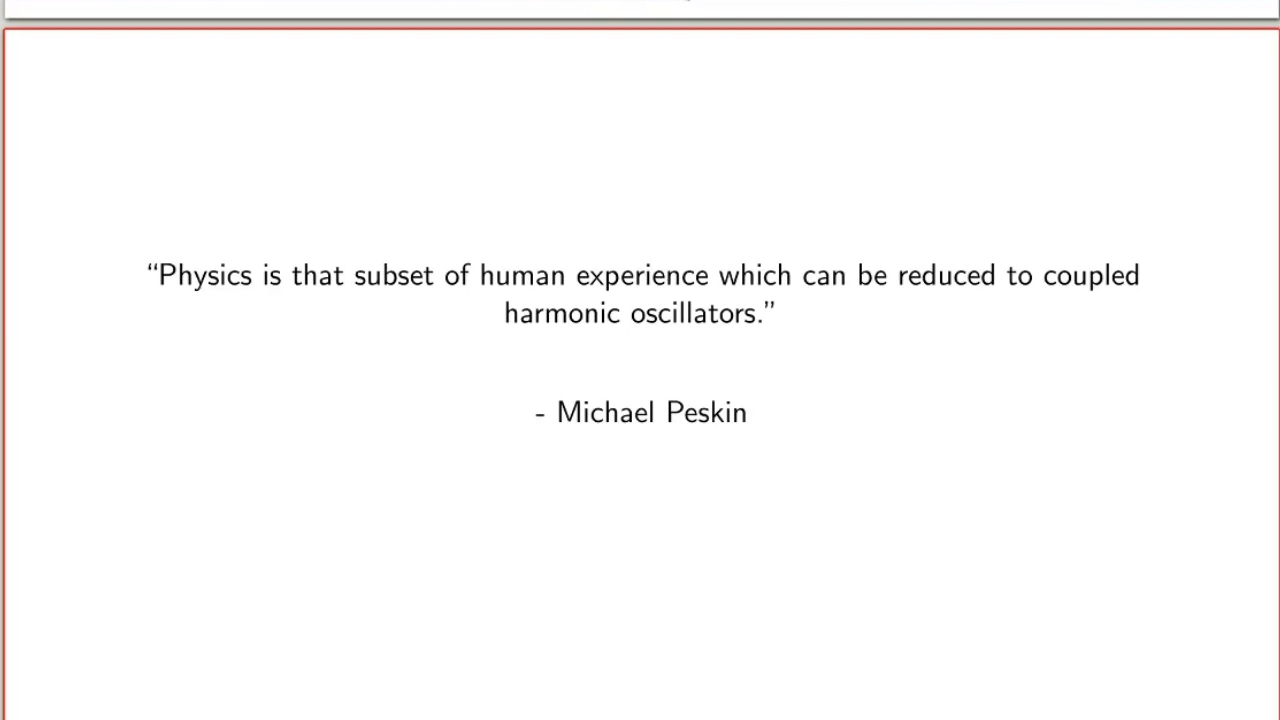 “Physics is that subset of human experience which can be reduced to coupled
harmonic oscillators.”
- Michael Peskin